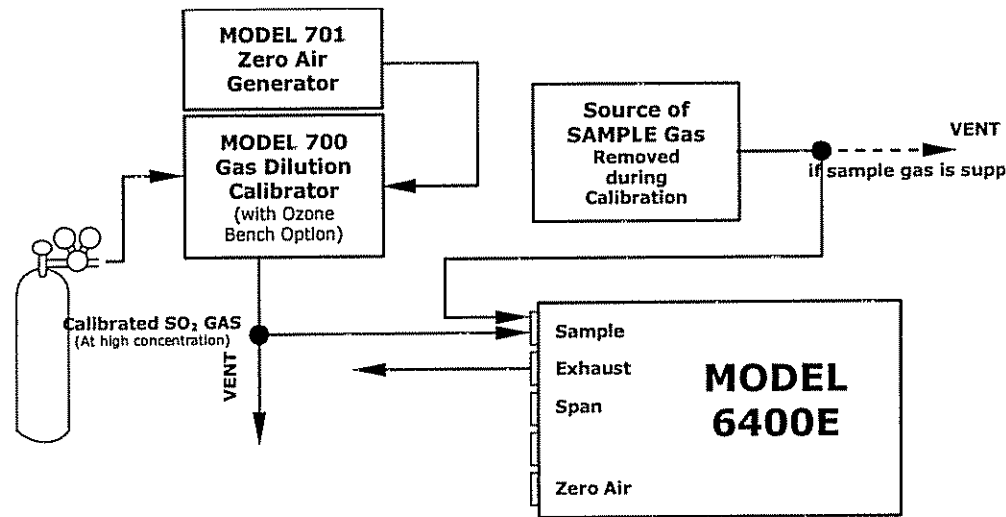 MODEL 701
Zero Air
Generator
MODEL 700
Gas Dilution
Calibrator
(with Ozone
Bench Option)
Source of
SAMPLE Gas
Removed
during
Calibration
VENT
if sample gas is supp
Calibrated SO₂ GAS
(At high concentration)
VENT
Sample
Exhaust
Span
Zero Air
MODEL
6400E